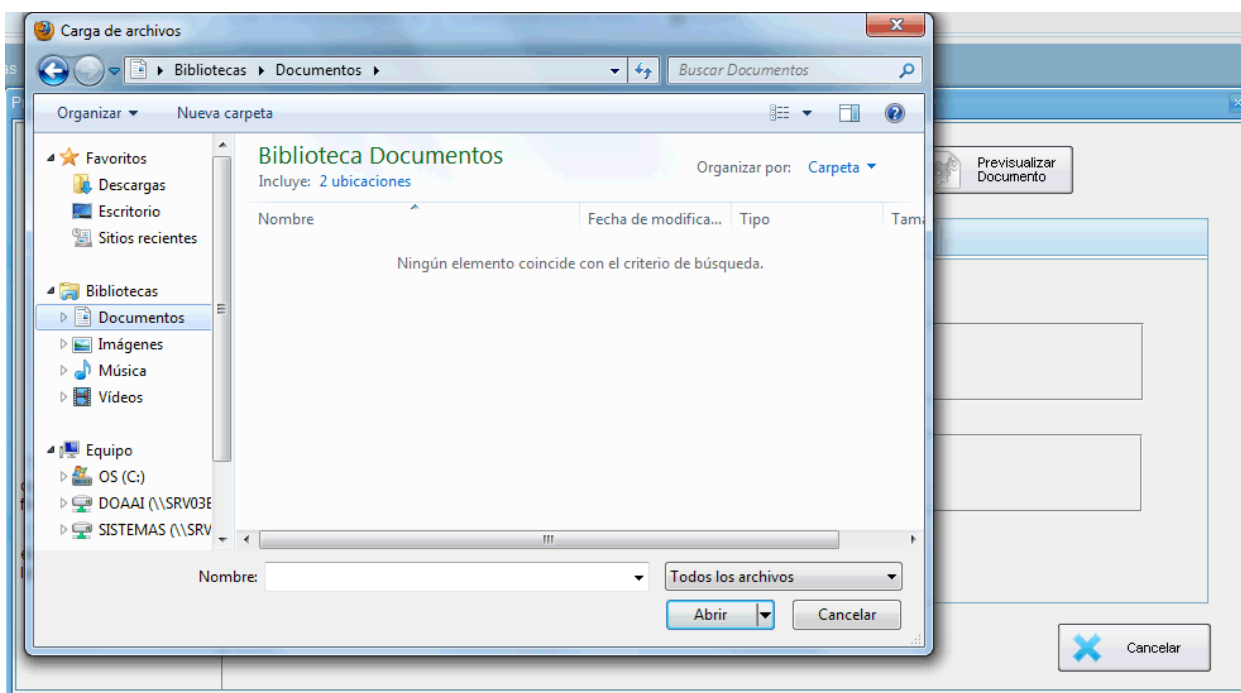 Carga de archivos
Bibliotecas Documentos
Buscar Documentos
Organizar
Nueva carpeta
Favoritos
Descargas
Escritorio
Sitios recientes
Bibliotecas
Documentos
Imágenes
Música
Vídeos
Equipo
OS (C:)
DOAAI (\\SRV03E
SISTEMAS (\\SRV
Biblioteca Documentos
Incluye: 2 ubicaciones
Organizar por: Carpeta
Nombre Fecha de modifica... Tipo Tama
Ningún elemento coincide con el criterio de búsqueda.
Nombre:
Todos los archivos
Abrir
Cancelar
Previsualizar
Documento
Cancelar